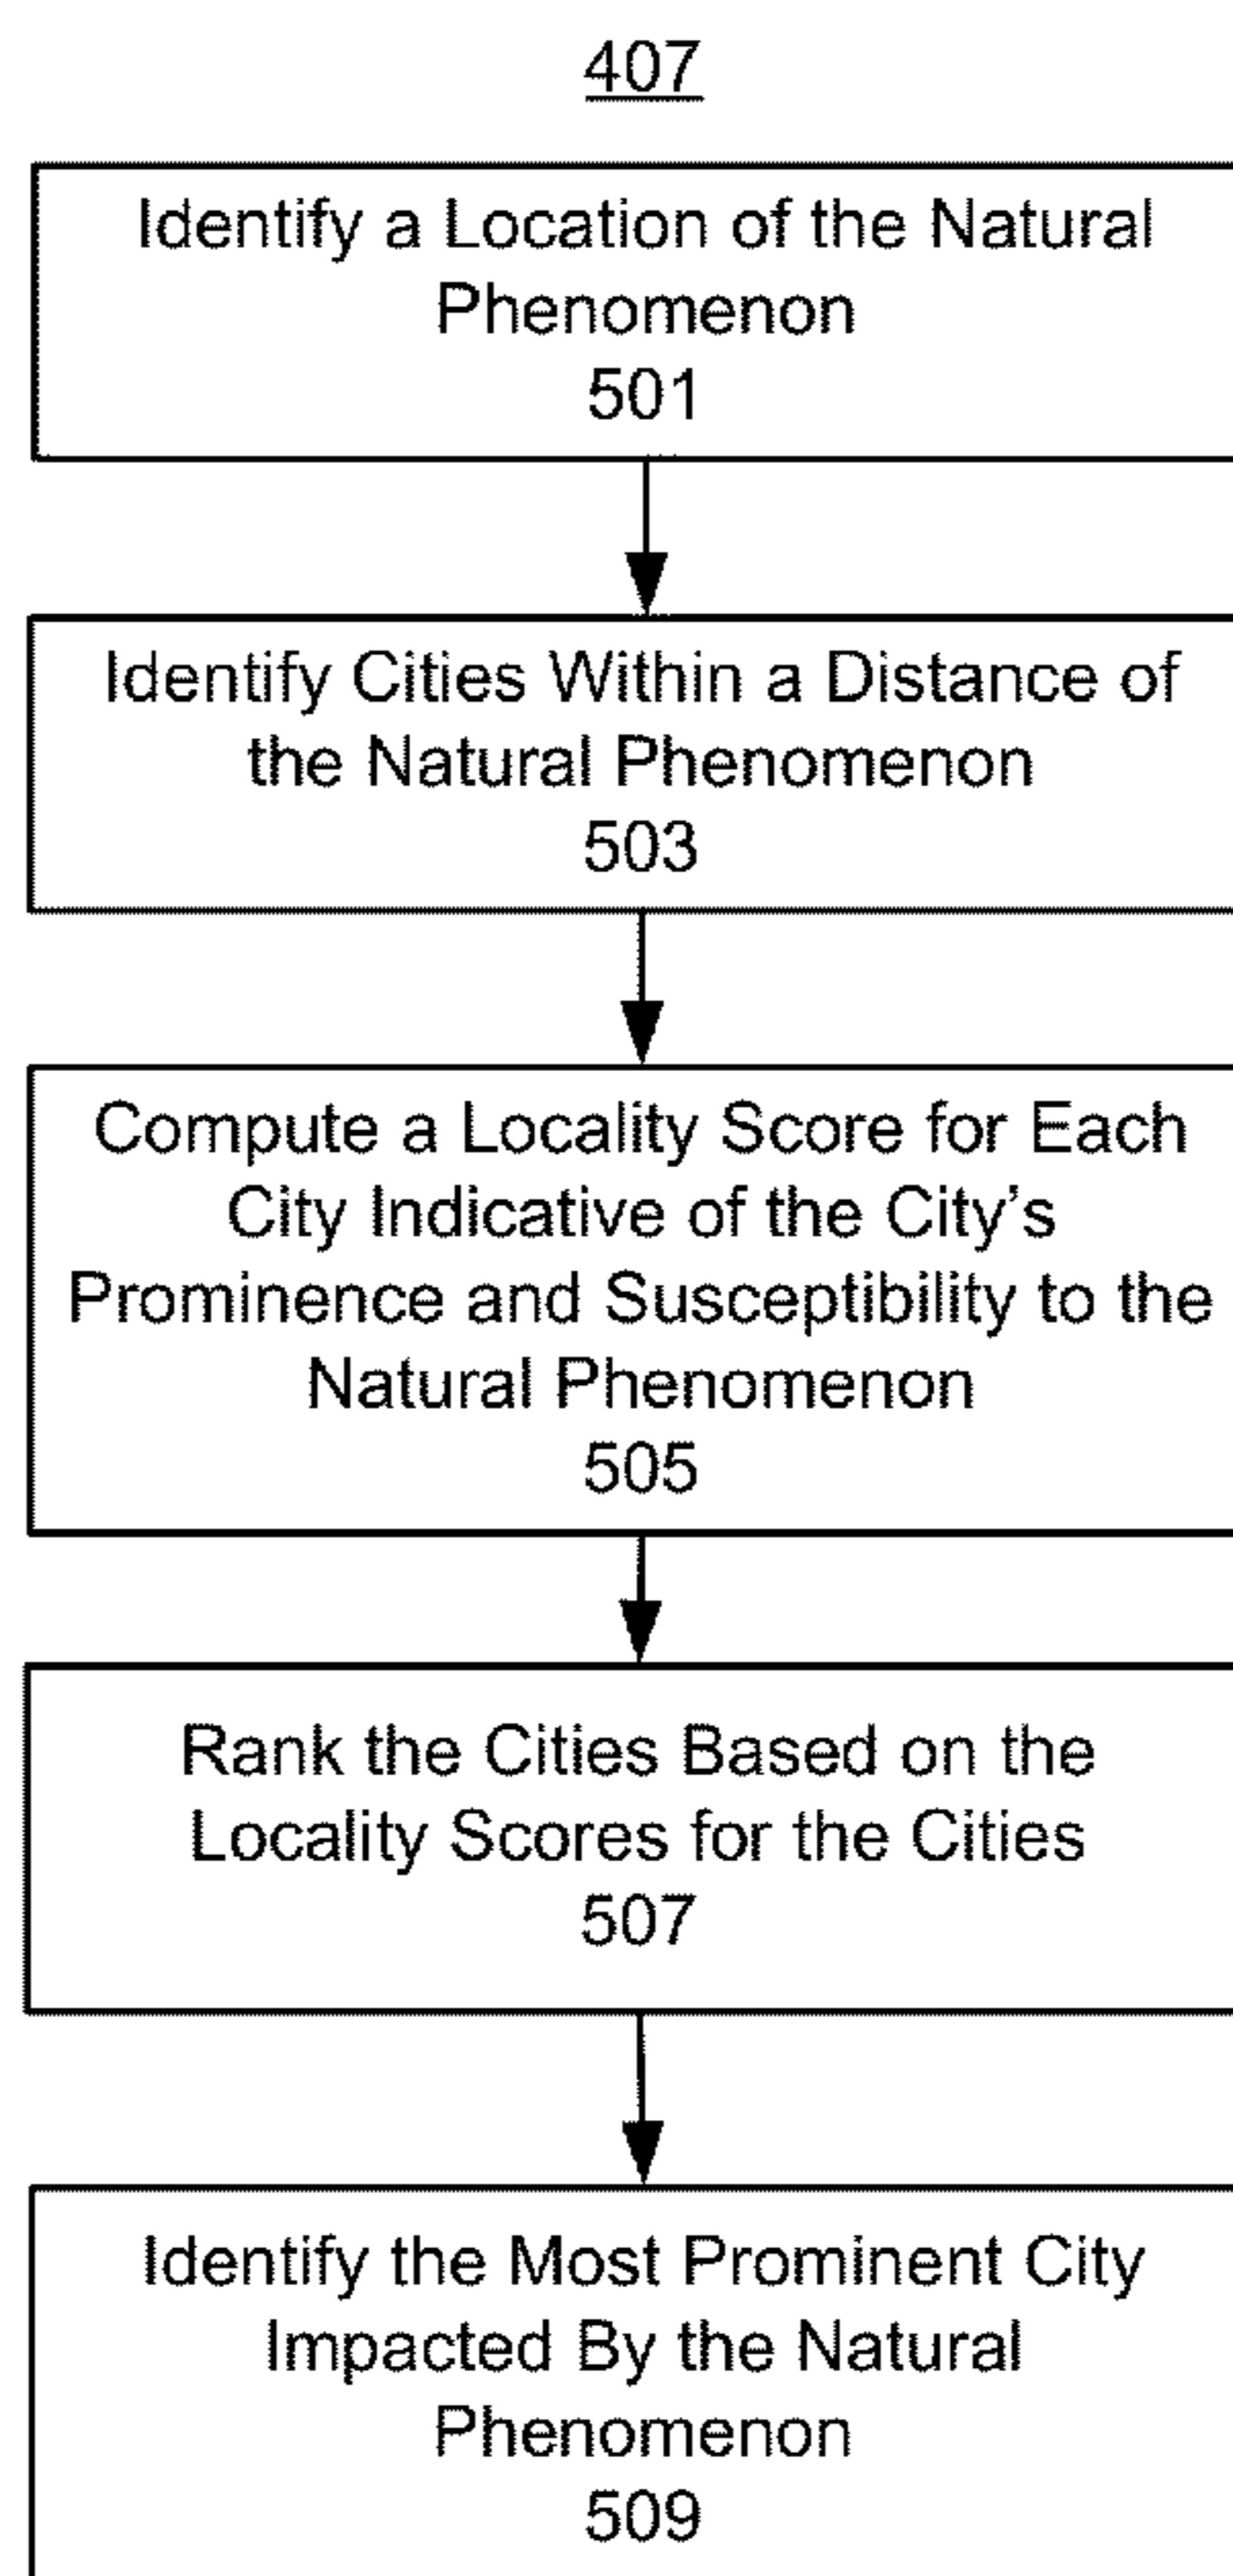 407
Identify a Location of the Natural
Phenomenon
501
Identify Cities Within a Distance of
the Natural Phenomenon
503
Compute a Locality Score for Each
City Indicative of the City's
Prominence and Susceptibility to the
Natural Phenomenon
505
Rank the Cities Based on the
Locality Scores for the Cities
507
Identify the Most Prominent City
Impacted By the Natural
Phenomenon
509